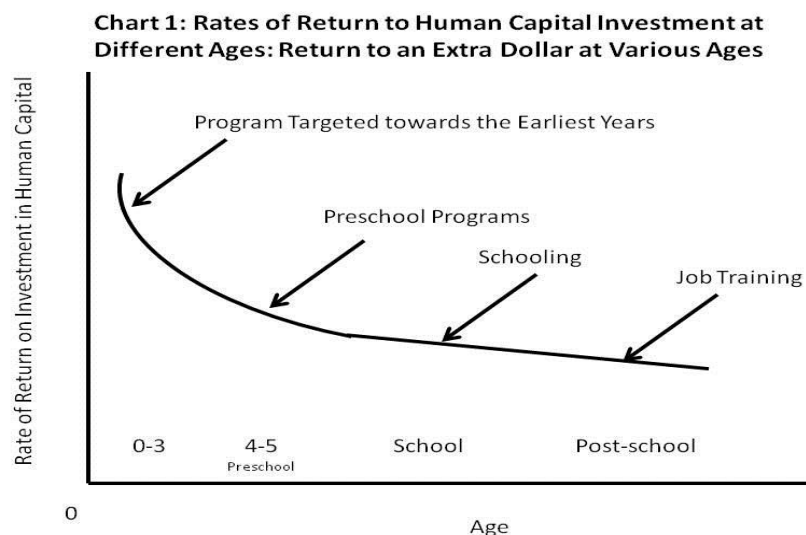 Chart 1: Rates of Return to Human Capital Investment at
Different Ages: Return to an Extra Dollar at Various Ages
Rate of Return on Investment in Human Capital
Program Targeted towards the Earliest Years
Preschool Programs
Schooling
Job Training
0-3
4-5
Preschool
School
Post-school
0
Age